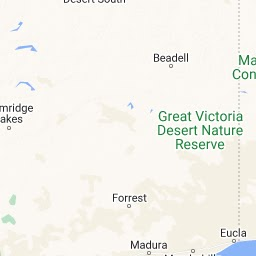 Desert South
Beadell
Ma
Con
mridge
akes
Great Victoria
Desert Nature
Reserve
Forrest
Eucla
Madura